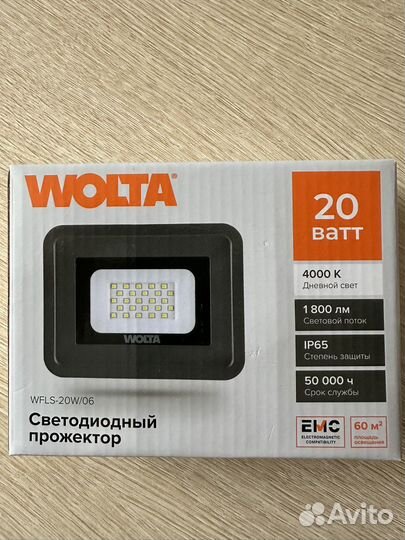 WOLTA®
20
ватт
4000 K
Дневной свет
1 800 лм
Световой поток
IP65
Степень защиты
50 000 ч
Срок службы
WOLTA
WFLS-20W/06
Светодиодный
прожектор
EMC
ELECTROMAGNETIC
COMPATIBILITY
60 м²
площадь
освещения
Avito